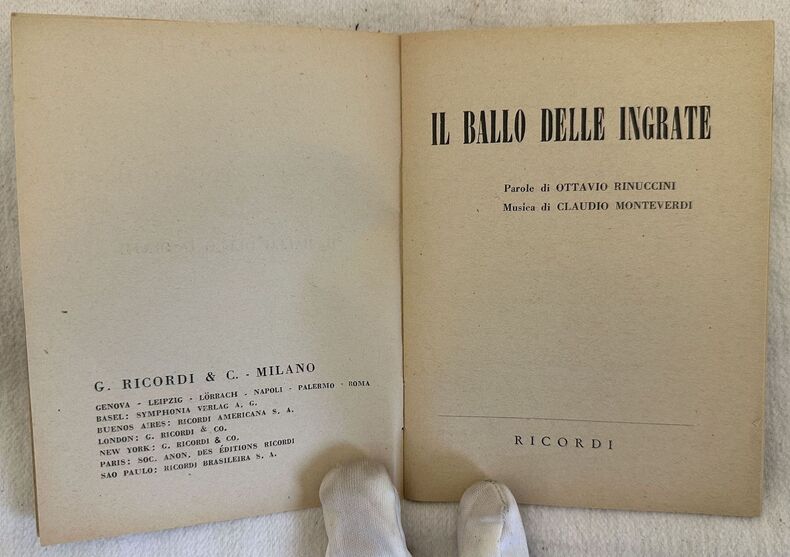 G. RICORDI & C. - MILANO
GENOVA - LEIPZIG - LÖRRACH - NAPOLI - PALERMO - ROMA
BASEL: SYMPHONIA VERLAG A. G.
BUENOS AIRES: RICORDI AMERICANA S. A.
LONDON: G. RICORDI & CO.
NEW YORK: G. RICORDI & CO.
PARIS: SOC. ANON. DES ÉDITIONS RICORDI
SAO PAULO: RICORDI BRASILEIRA S. A.
IL BALLO DELLE INGRATE
Parole di OTTAVIO RINUCCINI
Musica di CLAUDIO MONTEVERDI
RICORDI